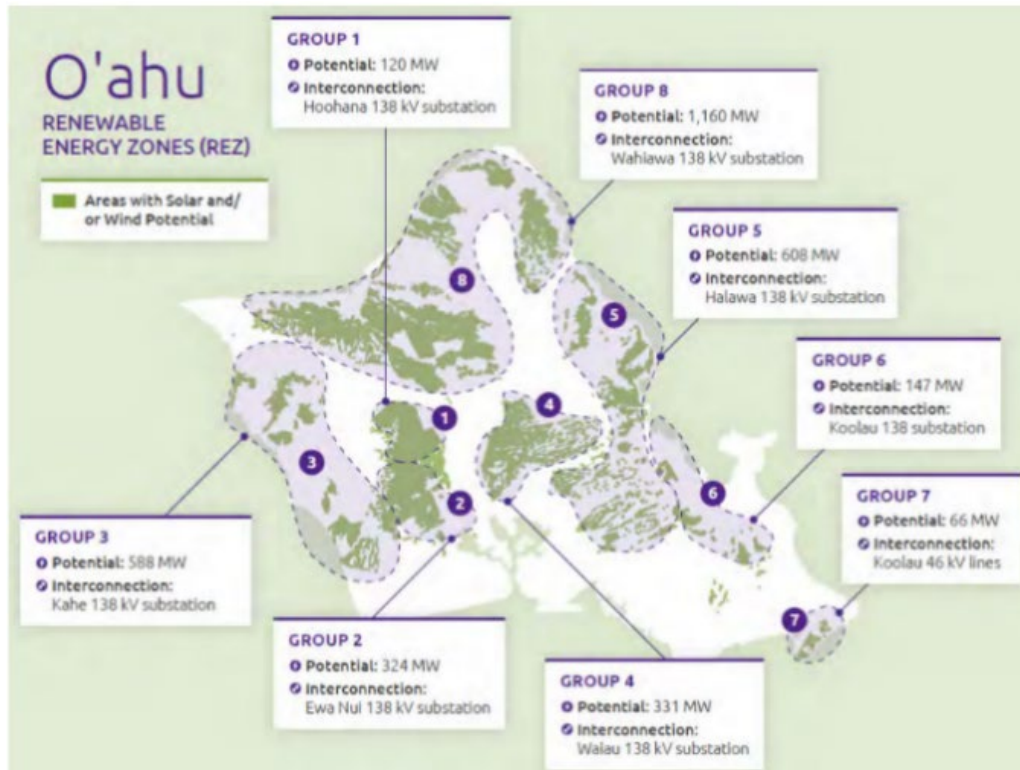 O'ahu
RENEWABLE
ENERGY ZONES (REZ)
Areas with Solar and/
or Wind Potential
GROUP 1
Potential: 120 MW
Interconnection:
Hoohana 138 kV substation
GROUP 8
Potential: 1,160 MW
Interconnection:
Wahiawa 138 kV substation
GROUP 5
Potential: 608 MW
Interconnection:
Halawa 138 kV substation
GROUP 6
Potential: 147 MW
Interconnection:
Koolau 138 substation
GROUP 7
Potential: 66 MW
Interconnection:
Koolau 46 kV lines
GROUP 3
Potential: 588 MW
Interconnection:
Kahe 138 kV substation
GROUP 2
Potential: 324 MW
Interconnection:
Ewa Nui 138 kV substation
GROUP 4
Potential: 331 MW
Interconnection:
Waiau 138 kV substation
8
5
1
4
3
2
6
7